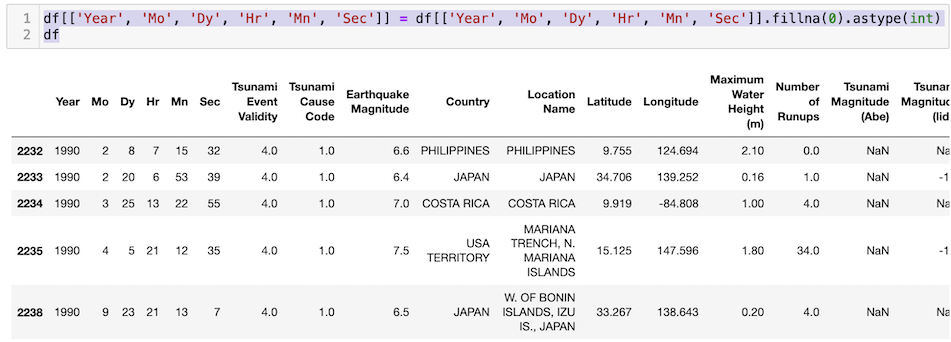 1 df[['Year', 'Mo', 'Dy', 'Hr', 'Mn', 'Sec']] = df[['Year', 'Mo', 'Dy', 'Hr', 'Mn', 'Sec']].fillna(0).astype(int)
2 df
Year Mo Dy Hr Mn Sec Tsunami Event Validity Tsunami Cause Code Earthquake Magnitude Country Location Name Latitude Longitude Maximum Water Height (m) Number of Runups Tsunami Magnitude (Abe) Tsunar Magnitu (Iid
2232 1990 2 8 7 15 32 4.0 1.0 6.6 PHILIPPINES PHILIPPINES 9.755 124.694 2.10 0.0 NaN Na
2233 1990 2 20 6 53 39 4.0 1.0 6.4 JAPAN JAPAN 34.706 139.252 0.16 1.0 NaN -1
2234 1990 3 25 13 22 55 4.0 1.0 7.0 COSTA RICA COSTA RICA 9.919 -84.808 1.00 4.0 NaN Na
2235 1990 4 5 21 12 35 4.0 1.0 7.5 USA TERRITORY MARIANA TRENCH, N. MARIANA ISLANDS 15.125 147.596 1.80 34.0 NaN -1
2238 1990 9 23 21 13 7 4.0 1.0 6.5 JAPAN W. OF BONIN ISLANDS, IZU IS., JAPAN 33.267 138.643 0.20 4.0 NaN Na